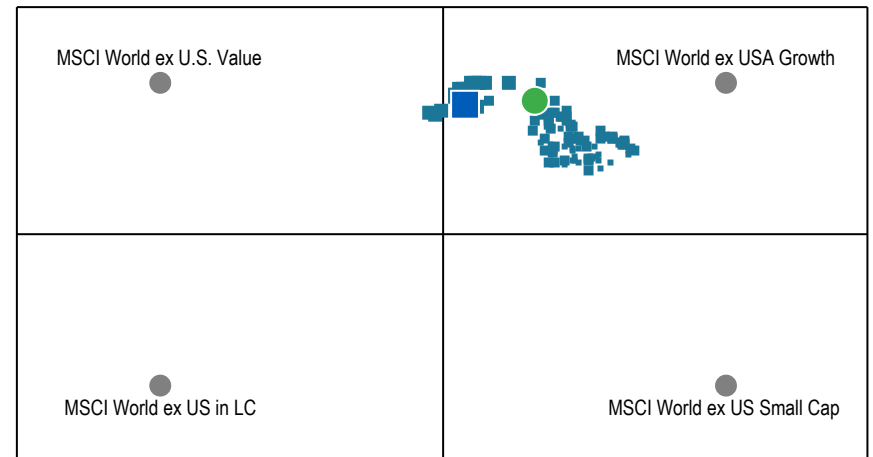 MSCI World ex U.S. Value
MSCI World ex USA Growth
MSCI World ex US in LC
MSCI World ex US Small Cap